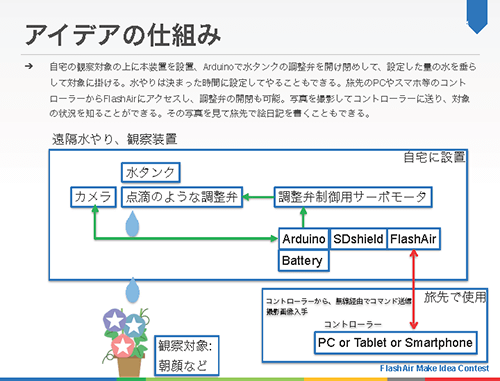 アイデアの仕組み
➔ 自宅の観察対象の上に本装置を設置、Arduinoで水タンクの調整弁を開け閉めして、設定した量の水を垂ら
して対象に掛ける。水やりは決まった時間に設定してやることもできる。旅先のPCやスマホ等のコント
ローラーからFlashAirにアクセスし、調整弁の開閉も可能。写真を撮影してコントローラーに送り、対象
の状況を知ることができる。その写真を見て旅先で絵日記を書くこともできる。
遠隔水やり、観察装置
自宅に設置
水タンク
カメラ 点滴のような調整弁 調整弁制御用サーボモータ
Arduino SDshield FlashAir
Battery
旅先で使用
コントローラーから、無線経由でコマンド送信
撮影画像入手
コントローラー
PC or Tablet or Smartphone
観察対象:
朝顔など
FlashAir Make Idea Contest